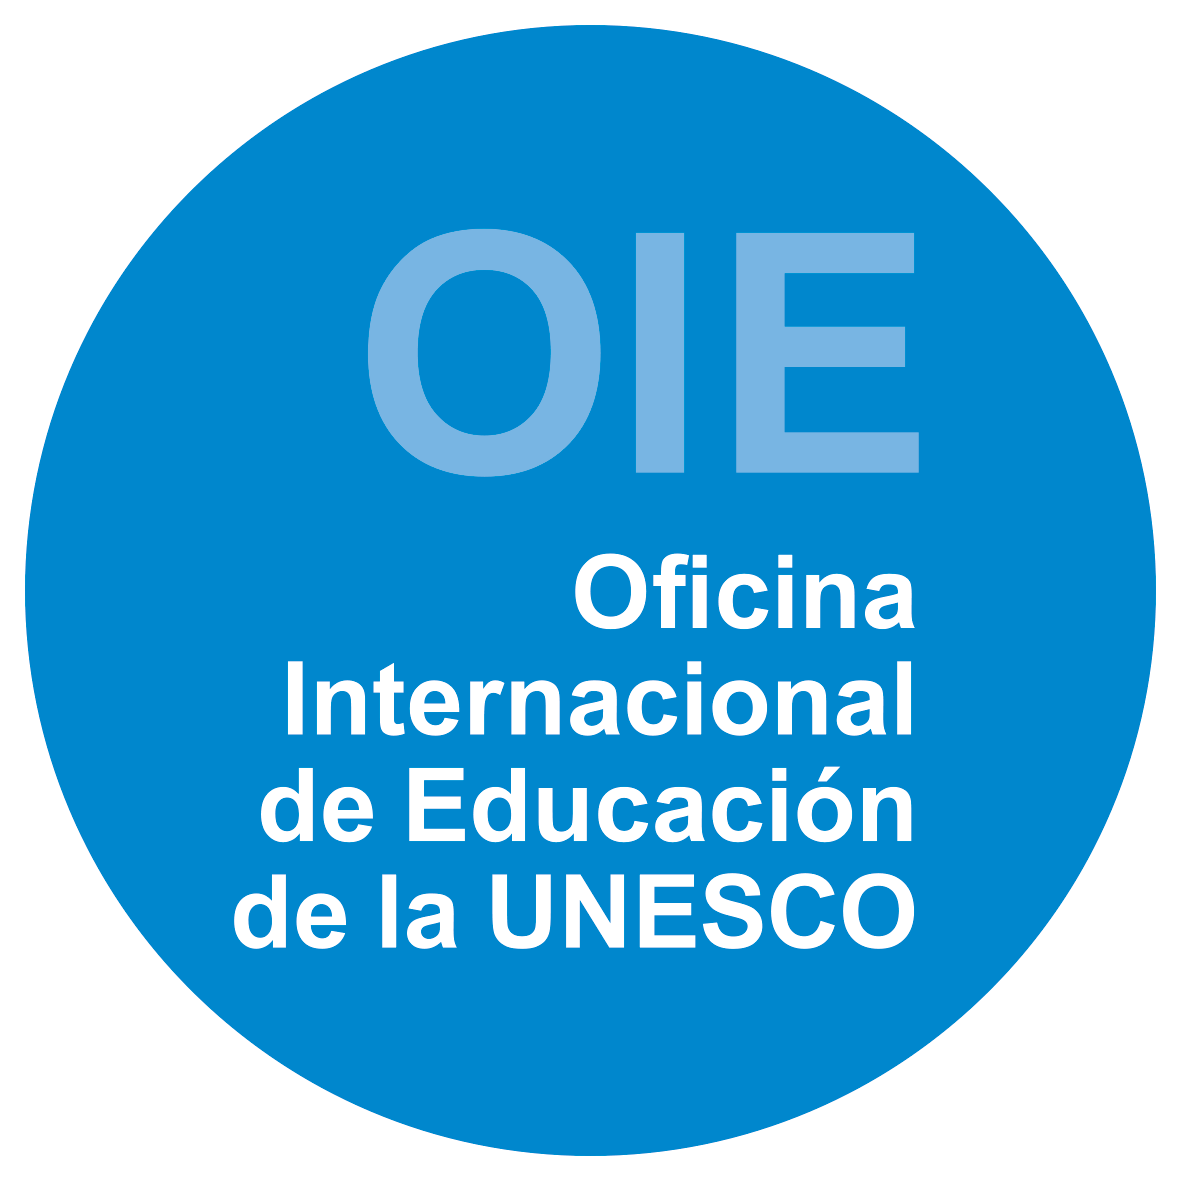 OIE
Oficina
Internacional
de Educación
de la UNESCO